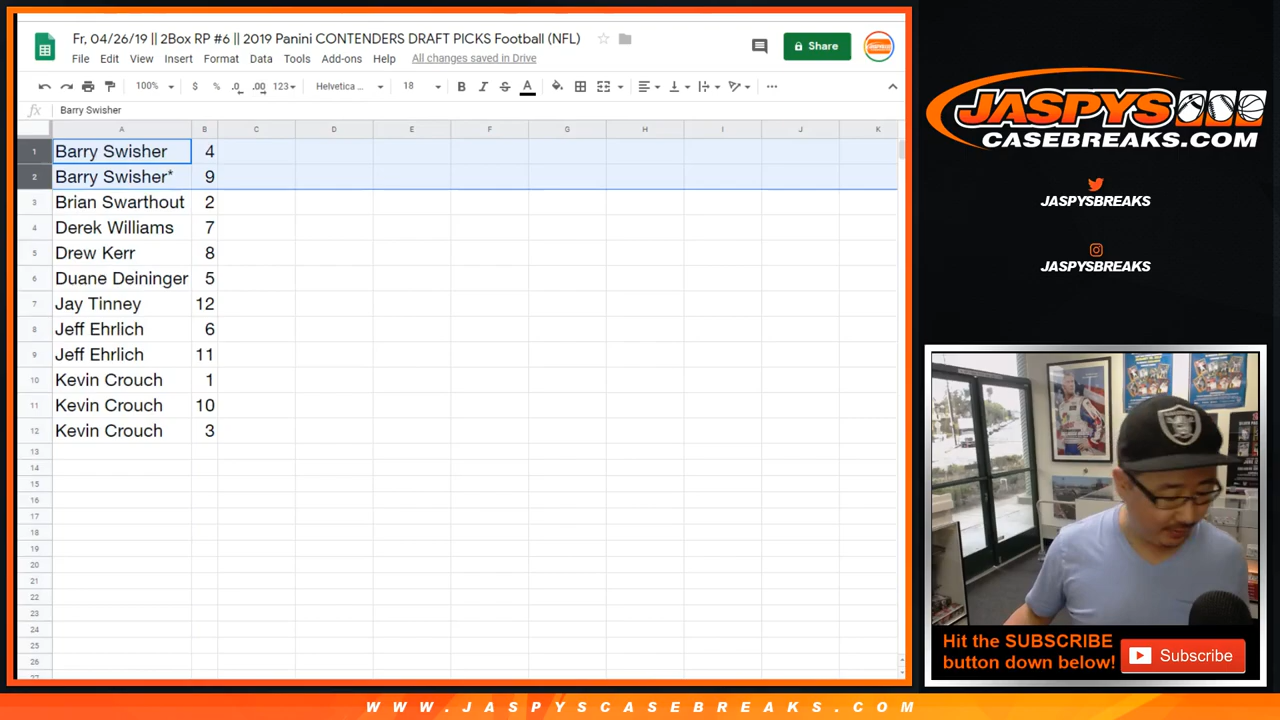 Fr, 04/26/19 || 2Box RP #6 || 2019 Panini CONTENDERS DRAFT PICKS Football (NFL)
File Edit View Insert Format Data Tools Add-ons Help All changes saved in Drive
Share
100% $ % .0 .00 123 Helvetica ... 18 B I S A
fx Barry Swisher
A B C D E F G H I J K
1 Barry Swisher 4
2 Barry Swisher* 9
3 Brian Swarthout 2
4 Derek Williams 7
5 Drew Kerr 8
6 Duane Deininger 5
7 Jay Tinney 12
8 Jeff Ehrlich 6
9 Jeff Ehrlich 11
10 Kevin Crouch 1
11 Kevin Crouch 10
12 Kevin Crouch 3
13
14
15
16
17
18
19
20
21
22
23
24
25
26
JASPYS
CASEBREAKS.COM
JASPYSBREAKS
JASPYSBREAKS
Hit the SUBSCRIBE
button down below!
Subscribe
WWW.JASPYSCASEBREAKS.COM